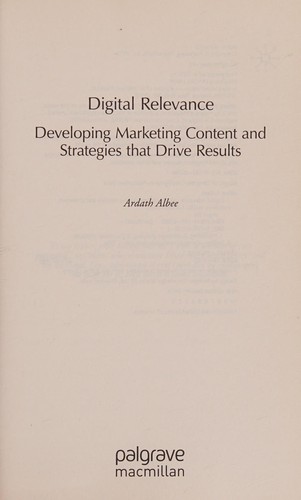 Digital Relevance
Developing Marketing Content and
Strategies that Drive Results
Ardath Albee
palgrave
macmillan